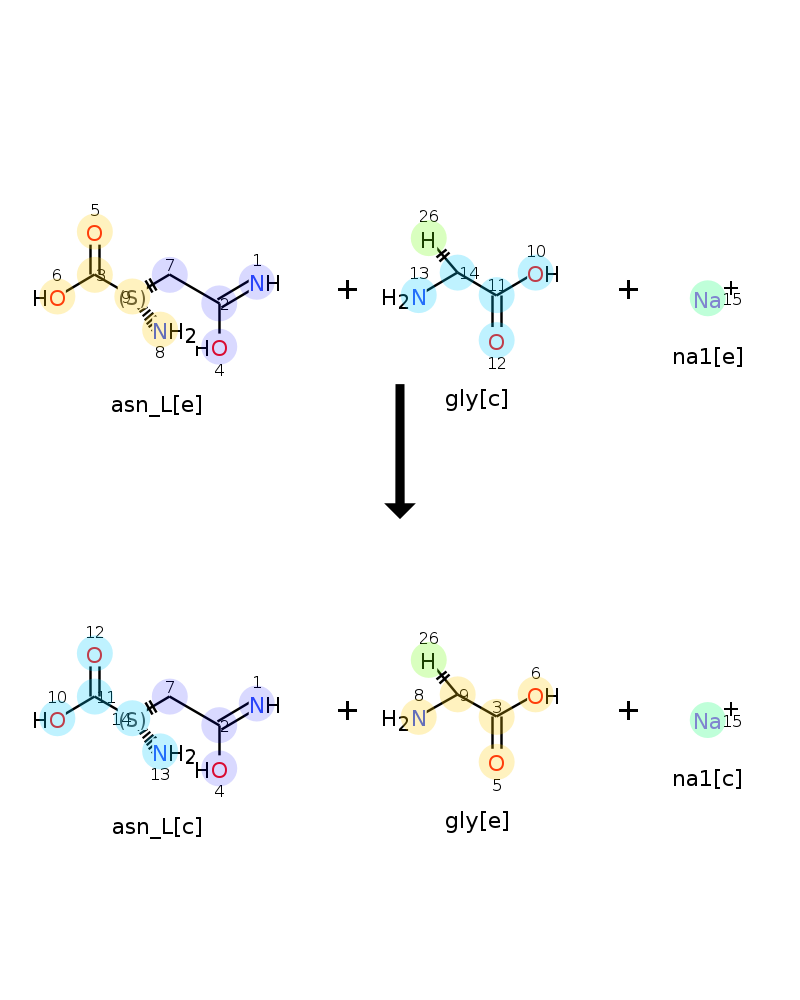 5
6
3
7
1
HO
O
9
(S)
2
NH
NH2
8
HO
4
asn_L[e]
+
26
H
13
14
11
10
H2N
OH
O
12
gly[c]
+
Na+
15
na1[e]
12
O
10
11
7
1
HO
14
(S)
2
NH
NH2
13
HO
4
asn_L[c]
+
26
H
8
9
3
6
H2N
OH
O
5
gly[e]
+
Na+
15
na1[c]